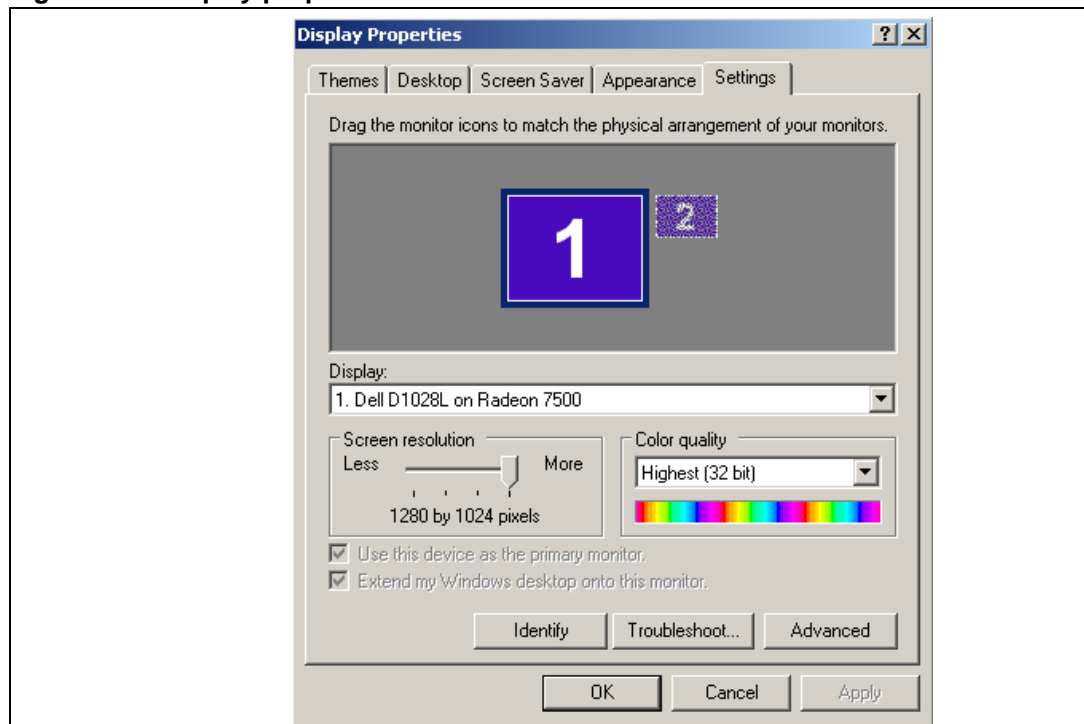 Display Properties
Themes Desktop Screen Saver Appearance Settings
Drag the monitor icons to match the physical arrangement of your monitors.
1 2
Display:
1. Dell D1028L on Radeon 7500
Screen resolution Color quality
Less More Highest (32 bit)
1280 by 1024 pixels
Use this device as the primary monitor.
Extend my Windows desktop onto this monitor.
Identify Troubleshoot... Advanced
OK Cancel Apply